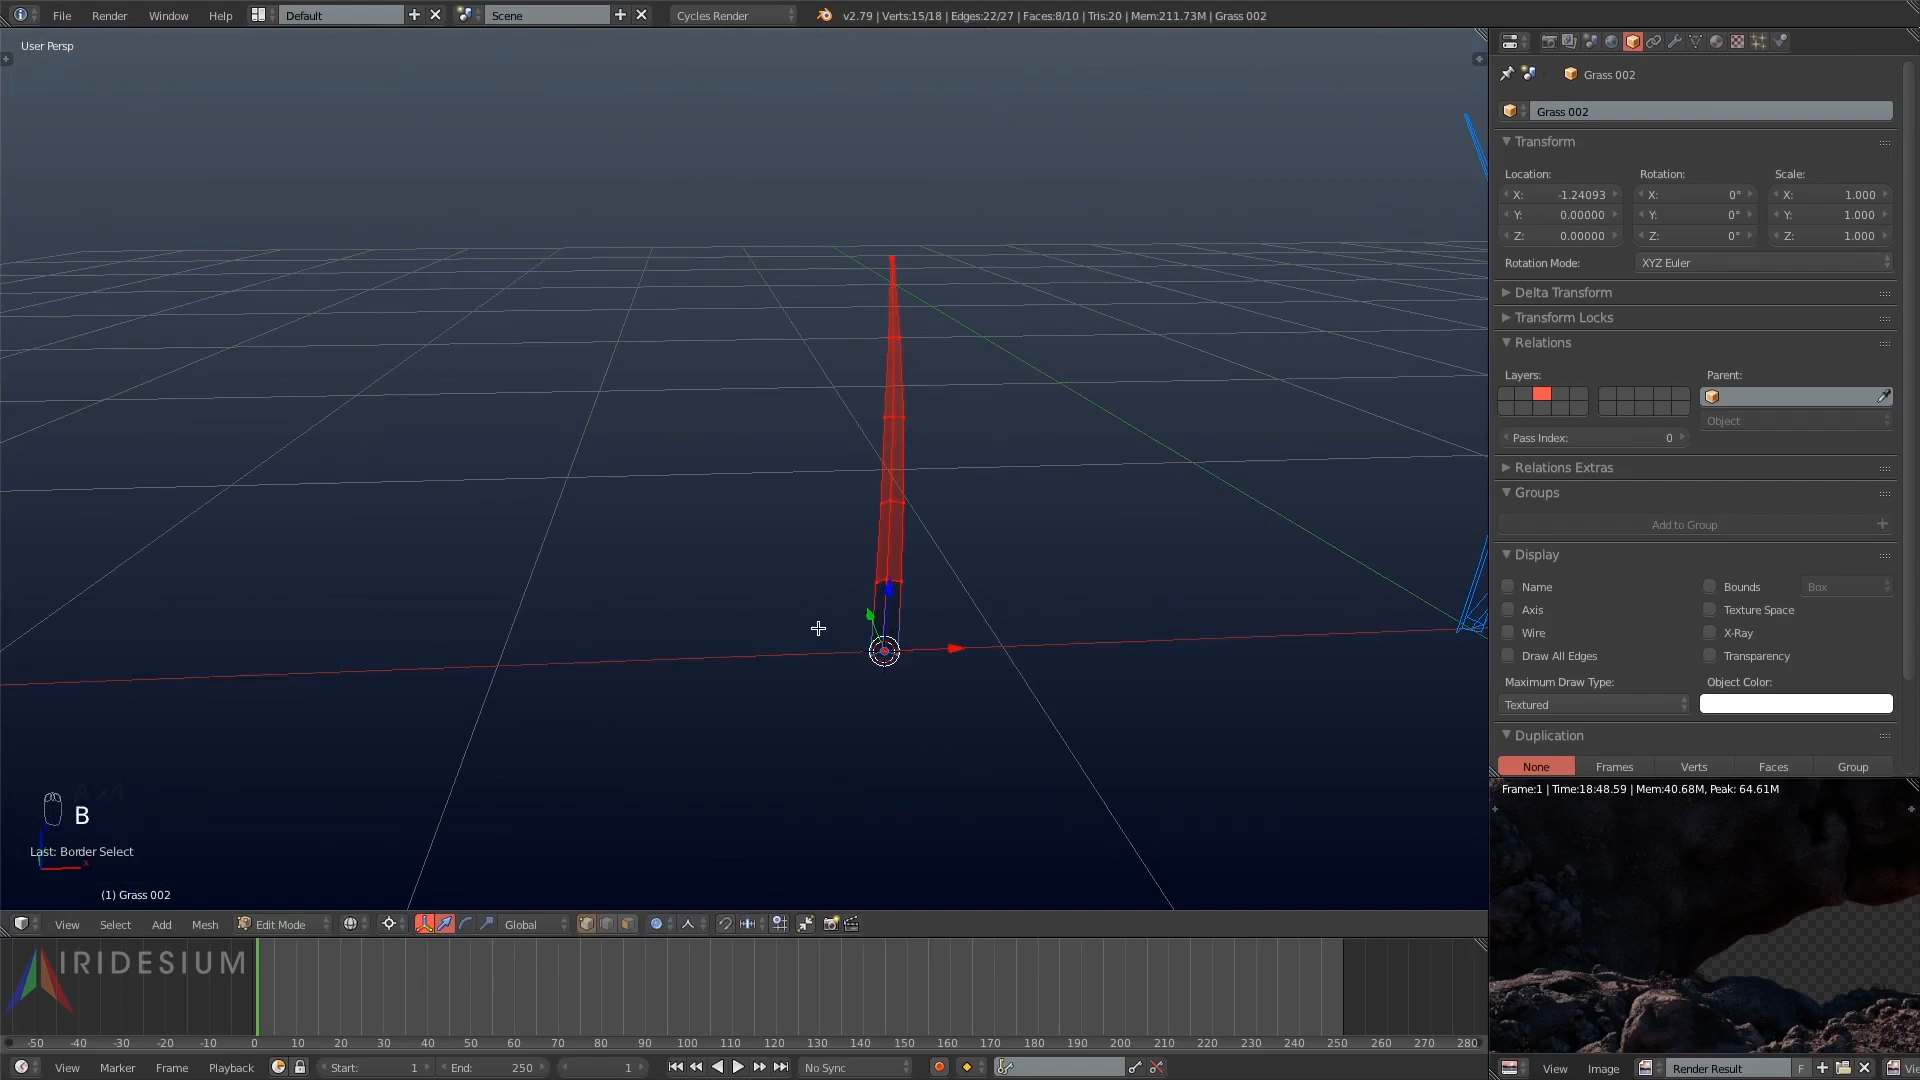 File Render Window Help Default Scene Cycles Render v2.79 | Verts:15/18 | Edges:22/27 | Faces:8/10 | Tris:20 | Mem:211.73M | Grass 002
User Persp
Grass 002
Grass 002
Transform
Location: Rotation: Scale:
X: -1.24093 X: 0° X: 1.000
Y: 0.00000 Y: 0° Y: 1.000
Z: 0.00000 Z: 0° Z: 1.000
Rotation Mode: XYZ Euler
Delta Transform
Transform Locks
Relations
Layers: Parent:
Object
Pass Index: 0
Relations Extras
Groups
Add to Group
Display
Name Bounds Box
Axis Texture Space
Wire X-Ray
Draw All Edges Transparency
Maximum Draw Type: Object Color:
Textured
Duplication
None Frames Verts Faces Group
Frame:1 | Time:18:48.59 | Mem:40.68M, Peak: 64.61M
B
Last: Border Select
x
(1) Grass 002
View Select Add Mesh Edit Mode Global
IRIDESIUM
-50 -40 -30 -20 -10 0 10 20 30 40 50 60 70 80 90 100 110 120 130 140 150 160 170 180 190 200 210 220 230 240 250 260 270 280
View Marker Frame Playback Start: 1 End: 250 1 No Sync
View Image Render Result F Vie